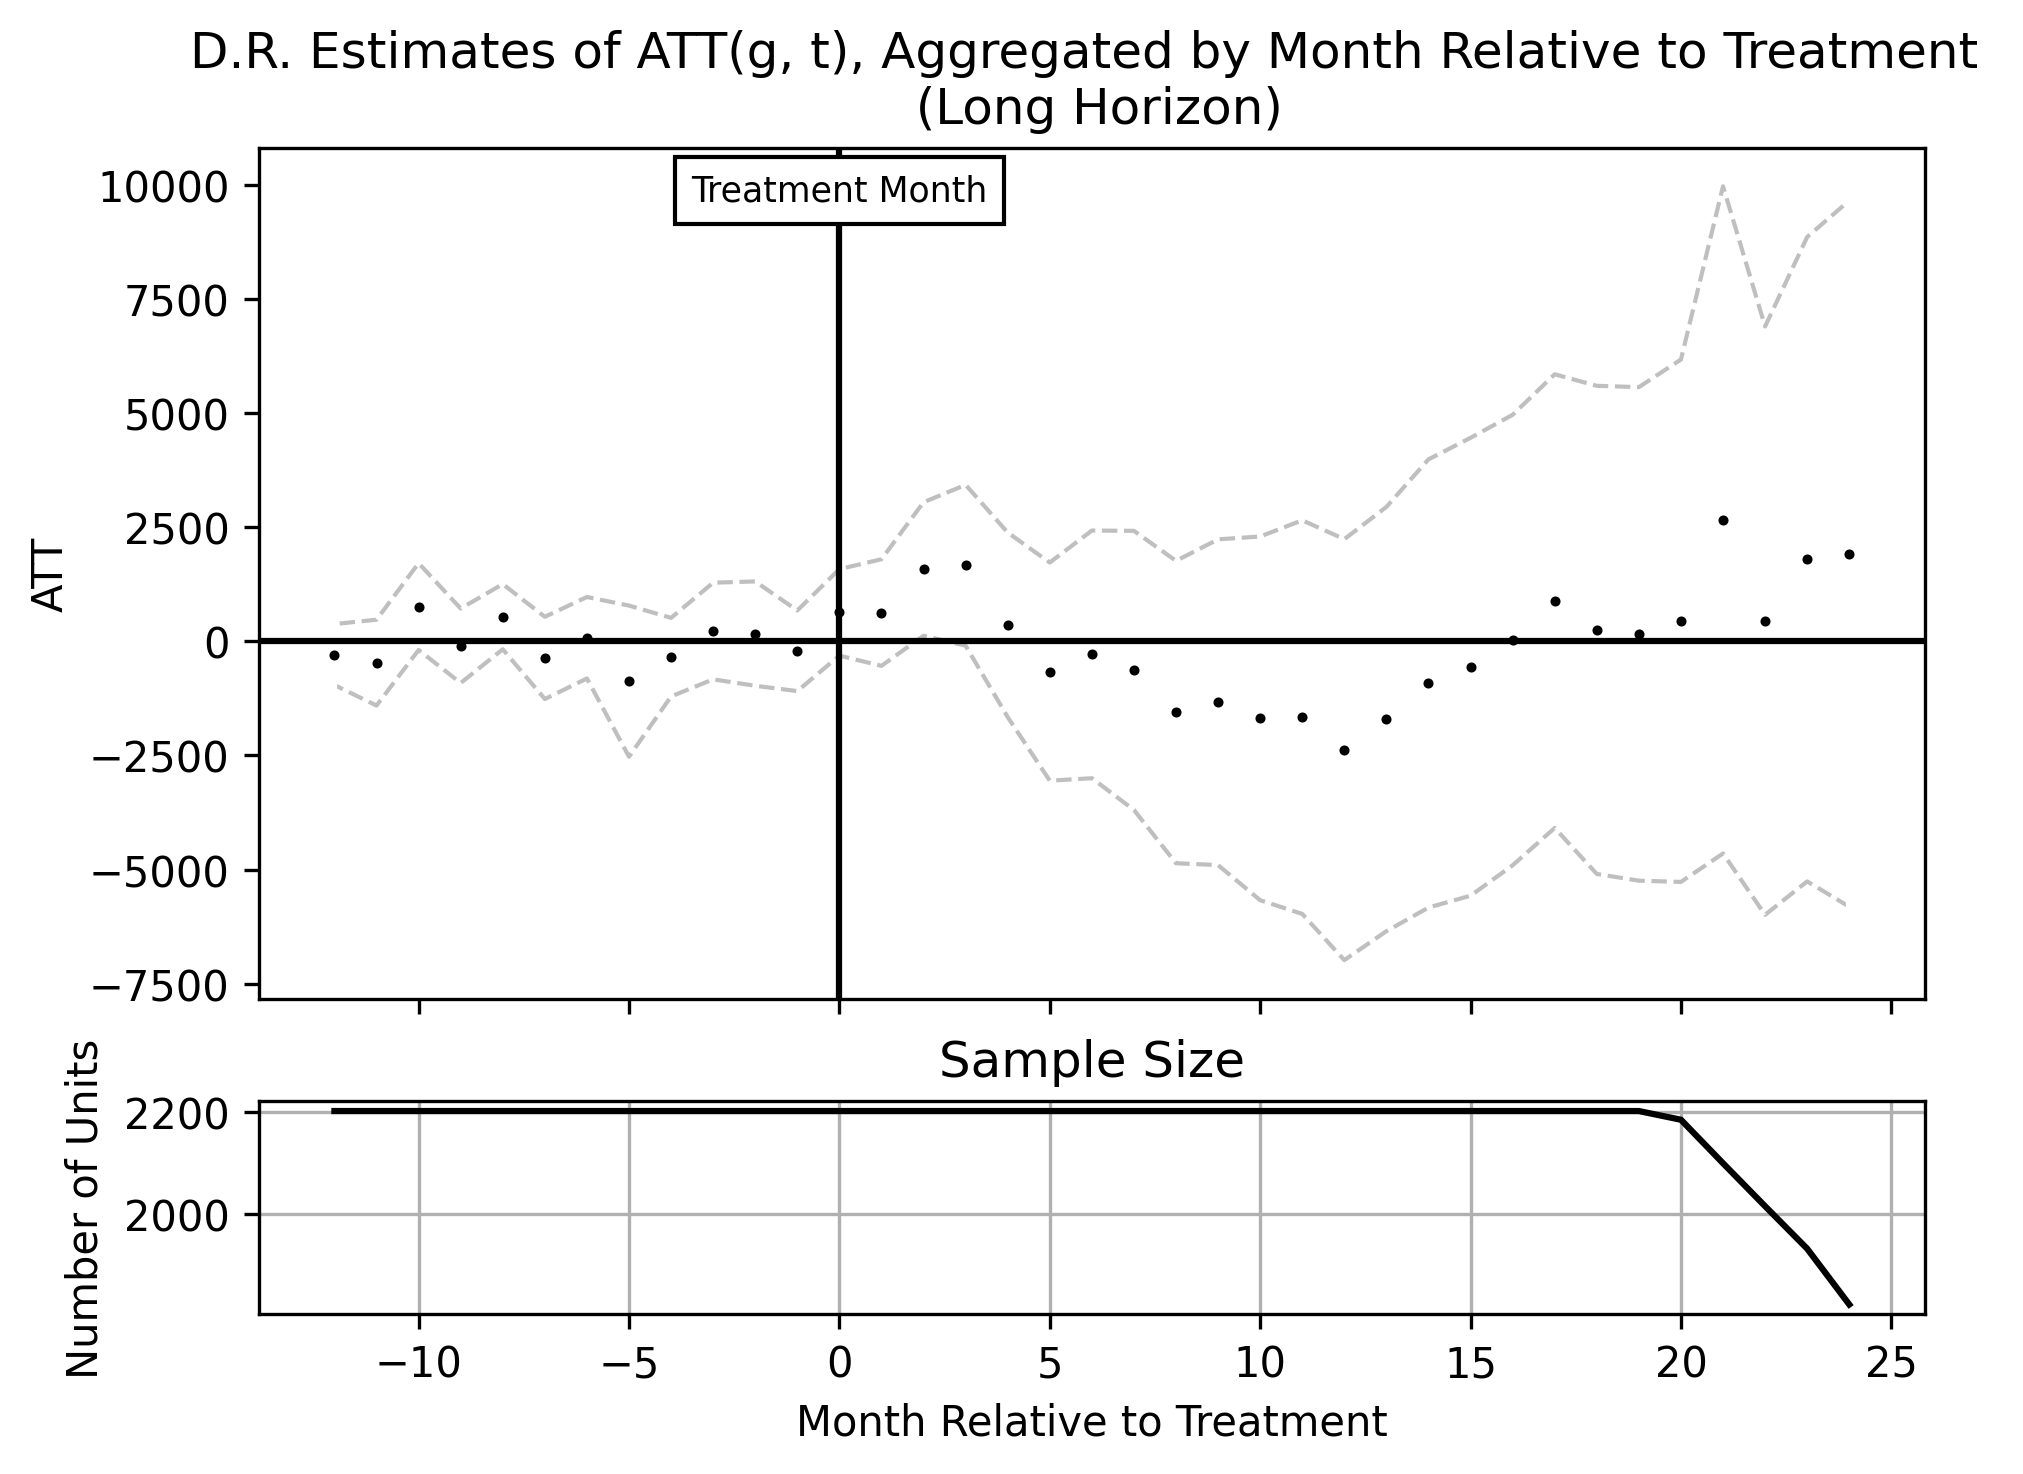 D.R. Estimates of ATT(g, t), Aggregated by Month Relative to Treatment
(Long Horizon)
Treatment Month
ATT
10000
7500
5000
2500
0
−2500
−5000
−7500
Sample Size
Number of Units
2200
2000
−10 −5 0 5 10 15 20 25
Month Relative to Treatment